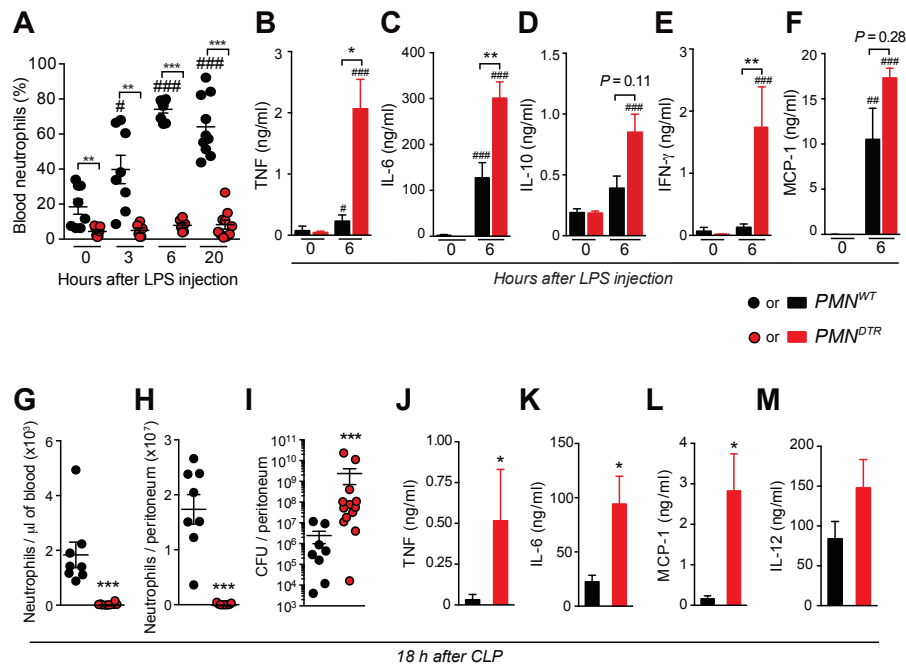 A
Blood neutrophils (%)
100
80
60
40
20
0
**
#
**
###
***
###
***
0 3 6 20
Hours after LPS injection
B
TNF (ng/ml)
3
2
1
0
#
*
###
0 6
C
IL-6 (ng/ml)
400
300
200
100
0
###
**
###
0 6
D
IL-10 (ng/ml)
1.5
1.0
0.5
0.0
P = 0.11
###
0 6
E
IFN-γ (ng/ml)
3
2
1
0
**
###
0 6
F
MCP-1 (ng/ml)
20
15
10
5
0
P = 0.28
##
###
0 6
Hours after LPS injection
or PMN^WT
or PMN^DTR
G
Neutrophils / μl of blood (x10³)
6
4
2
0
***
H
Neutrophils / peritoneum (x10⁷)
3
2
1
0
***
I
CFU / peritoneum
10¹¹
10¹⁰
10⁹
10⁸
10⁷
10⁶
10⁵
10⁴
10³
***
J
TNF (ng/ml)
1.00
0.75
0.50
0.25
0.00
*
K
IL-6 (ng/ml)
150
100
50
0
*
L
MCP-1 (ng/ml)
4
3
2
1
0
*
M
IL-12 (ng/ml)
200
150
100
50
0
18 h after CLP